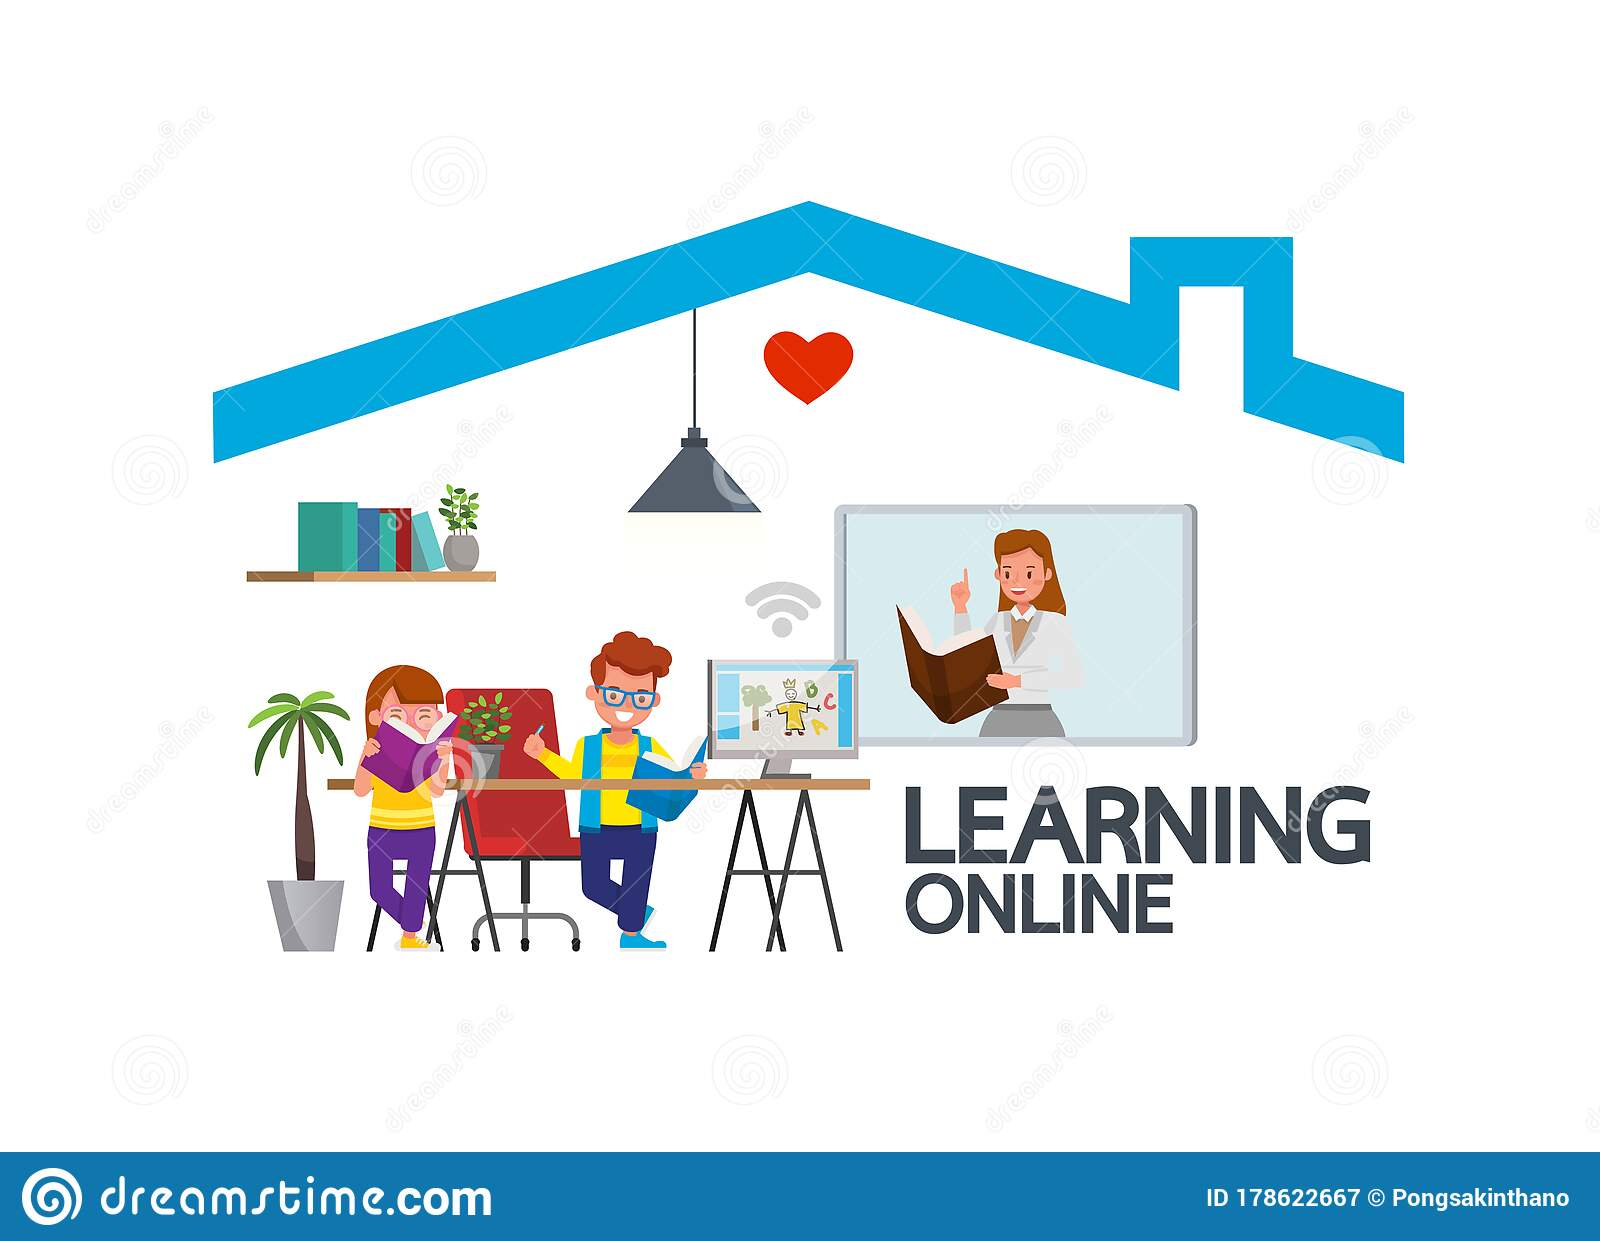 B
C
A
LEARNING
ONLINE
dreamstime.com
ID 178622667 © Pongsakinthano